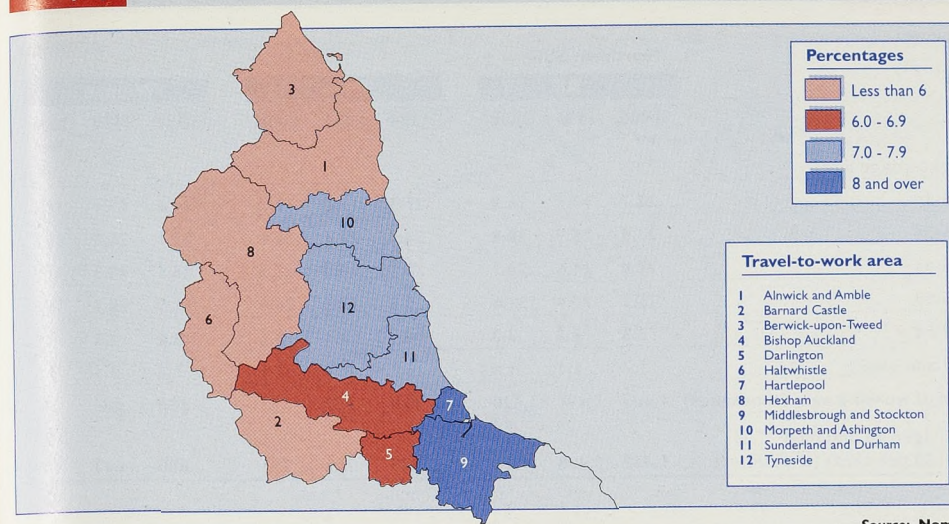 Percentages
Less than 6
6.0 - 6.9
7.0 - 7.9
8 and over
3
1
10
8
12
6
11
4
7
2
5
9
Travel-to-work area
1 Alnwick and Amble
2 Barnard Castle
3 Berwick-upon-Tweed
4 Bishop Auckland
5 Darlington
6 Haltwhistle
7 Hartlepool
8 Hexham
9 Middlesbrough and Stockton
10 Morpeth and Ashington
11 Sunderland and Durham
12 Tyneside
Source: